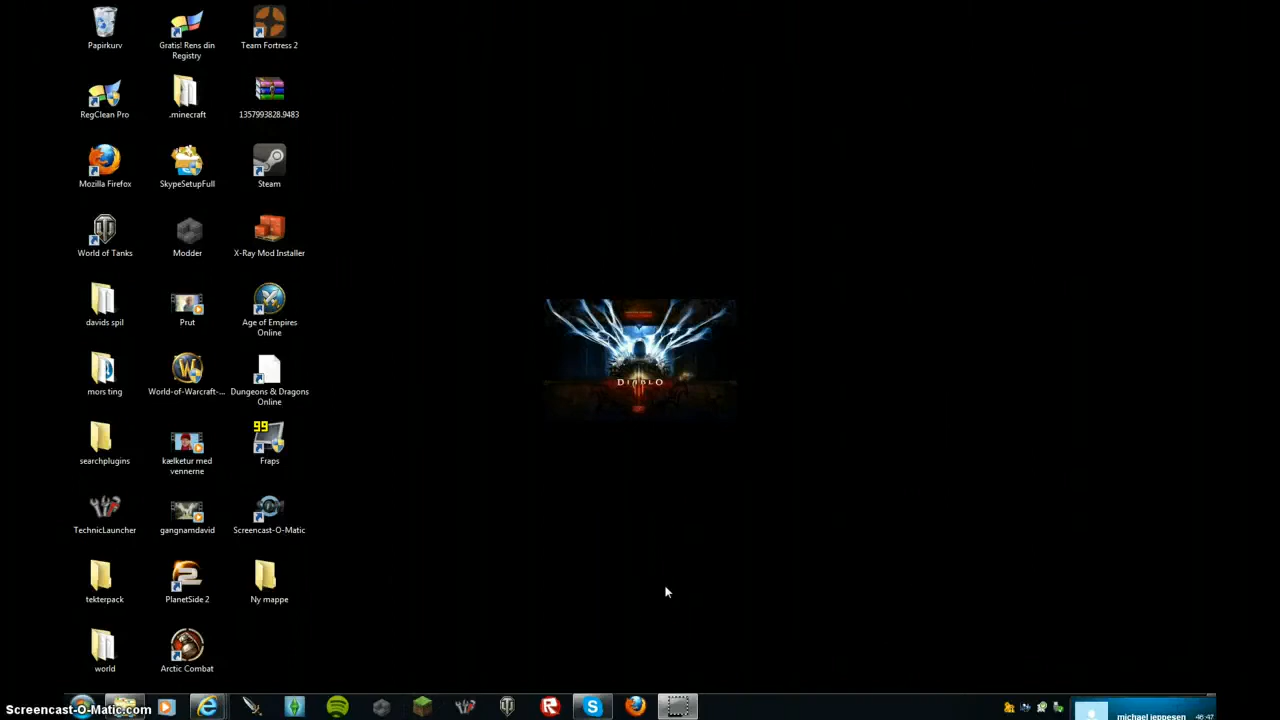 Papirkurv
Gratis! Rens din
Registry
Team Fortress 2
RegClean Pro
.minecraft
1357993828.9483
Mozilla Firefox
SkypeSetupFull
Steam
World of Tanks
Modder
X-Ray Mod Installer
davids spil
Prut
Age of Empires
Online
mors ting
World-of-Warcraft-...
Dungeons & Dragons
Online
searchplugins
kælketur med
vennerne
99
Fraps
TechnicLauncher
gangnamdavid
Screencast-O-Matic
tekterpack
PlanetSide 2
Ny mappe
world
Arctic Combat
DIABLO
Screencast-O-Matic.com
michael jeppesen